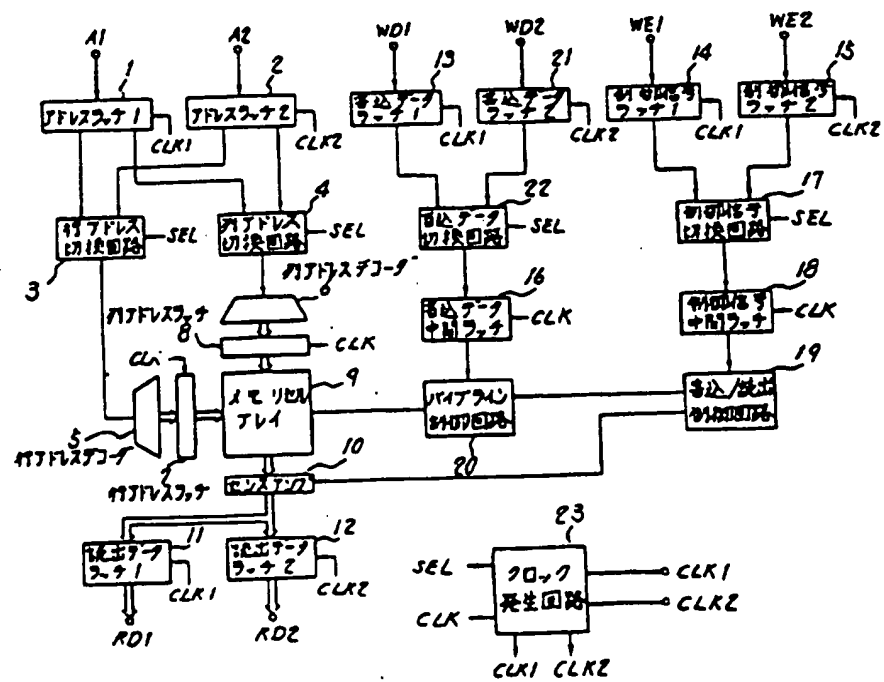 A1
A2
WD1
WD2
WE1
WE2
1
2
13
21
14
15
アドレスラッチ1
アドレスラッチ2
書込データ
ラッチ1
書込データ
ラッチ2
制御信号
ラッチ1
制御信号
ラッチ2
CLK1
CLK2
CLK1
CLK2
CLK1
CLK2
4
22
17
行アドレス
切換回路
SEL
列アドレス
切換回路
SEL
書込データ
切換回路
SEL
制御信号
切換回路
SEL
3
列アドレスデコーダ
6
16
18
列アドレスラッチ
8
CLK
書込データ
中間ラッチ
CLK
制御信号
中間ラッチ
CLK
9
19
メモリセル
アレイ
パイプライン
制御回路
書込/読出
制御回路
5
行アドレスデコーダ
7
行アドレスラッチ
10
20
センスアンプ
11
12
23
読出データ
ラッチ1
CLK1
読出データ
ラッチ2
CLK2
SEL
CLK
クロック
発生回路
CLK1
CLK2
RD1
RD2
CLK1
CLK2